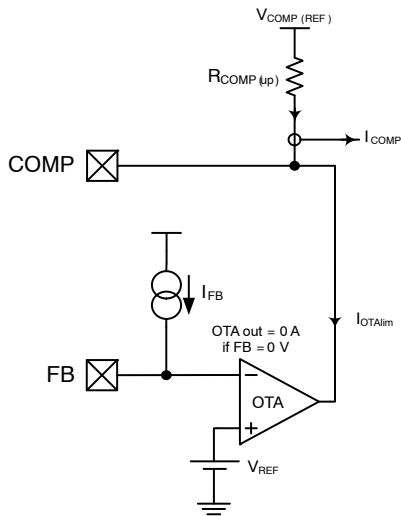 VCOMP (REF)
RCOMP (up)
ICOMP
COMP
IFB
IOTAlim
OTA out = 0 A
if FB = 0 V
FB
−
OTA
+
VREF